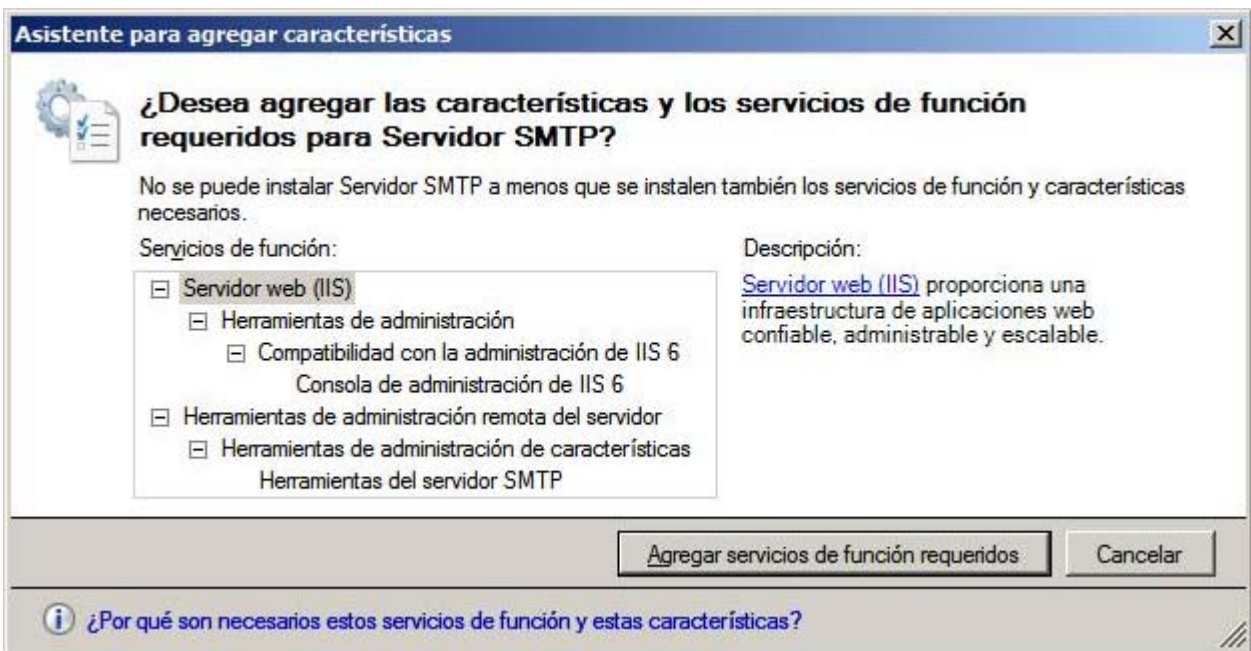 Asistente para agregar características
¿Desea agregar las características y los servicios de función
requeridos para Servidor SMTP?
No se puede instalar Servidor SMTP a menos que se instalen también los servicios de función y características
necesarios.
Servicios de función:
Servidor web (IIS)
Herramientas de administración
Compatibilidad con la administración de IIS 6
Consola de administración de IIS 6
Herramientas de administración remota del servidor
Herramientas de administración de características
Herramientas del servidor SMTP
Descripción:
Servidor web (IIS) proporciona una
infraestructura de aplicaciones web
confiable, administrable y escalable.
Agregar servicios de función requeridos
Cancelar
¿Por qué son necesarios estos servicios de función y estas características?